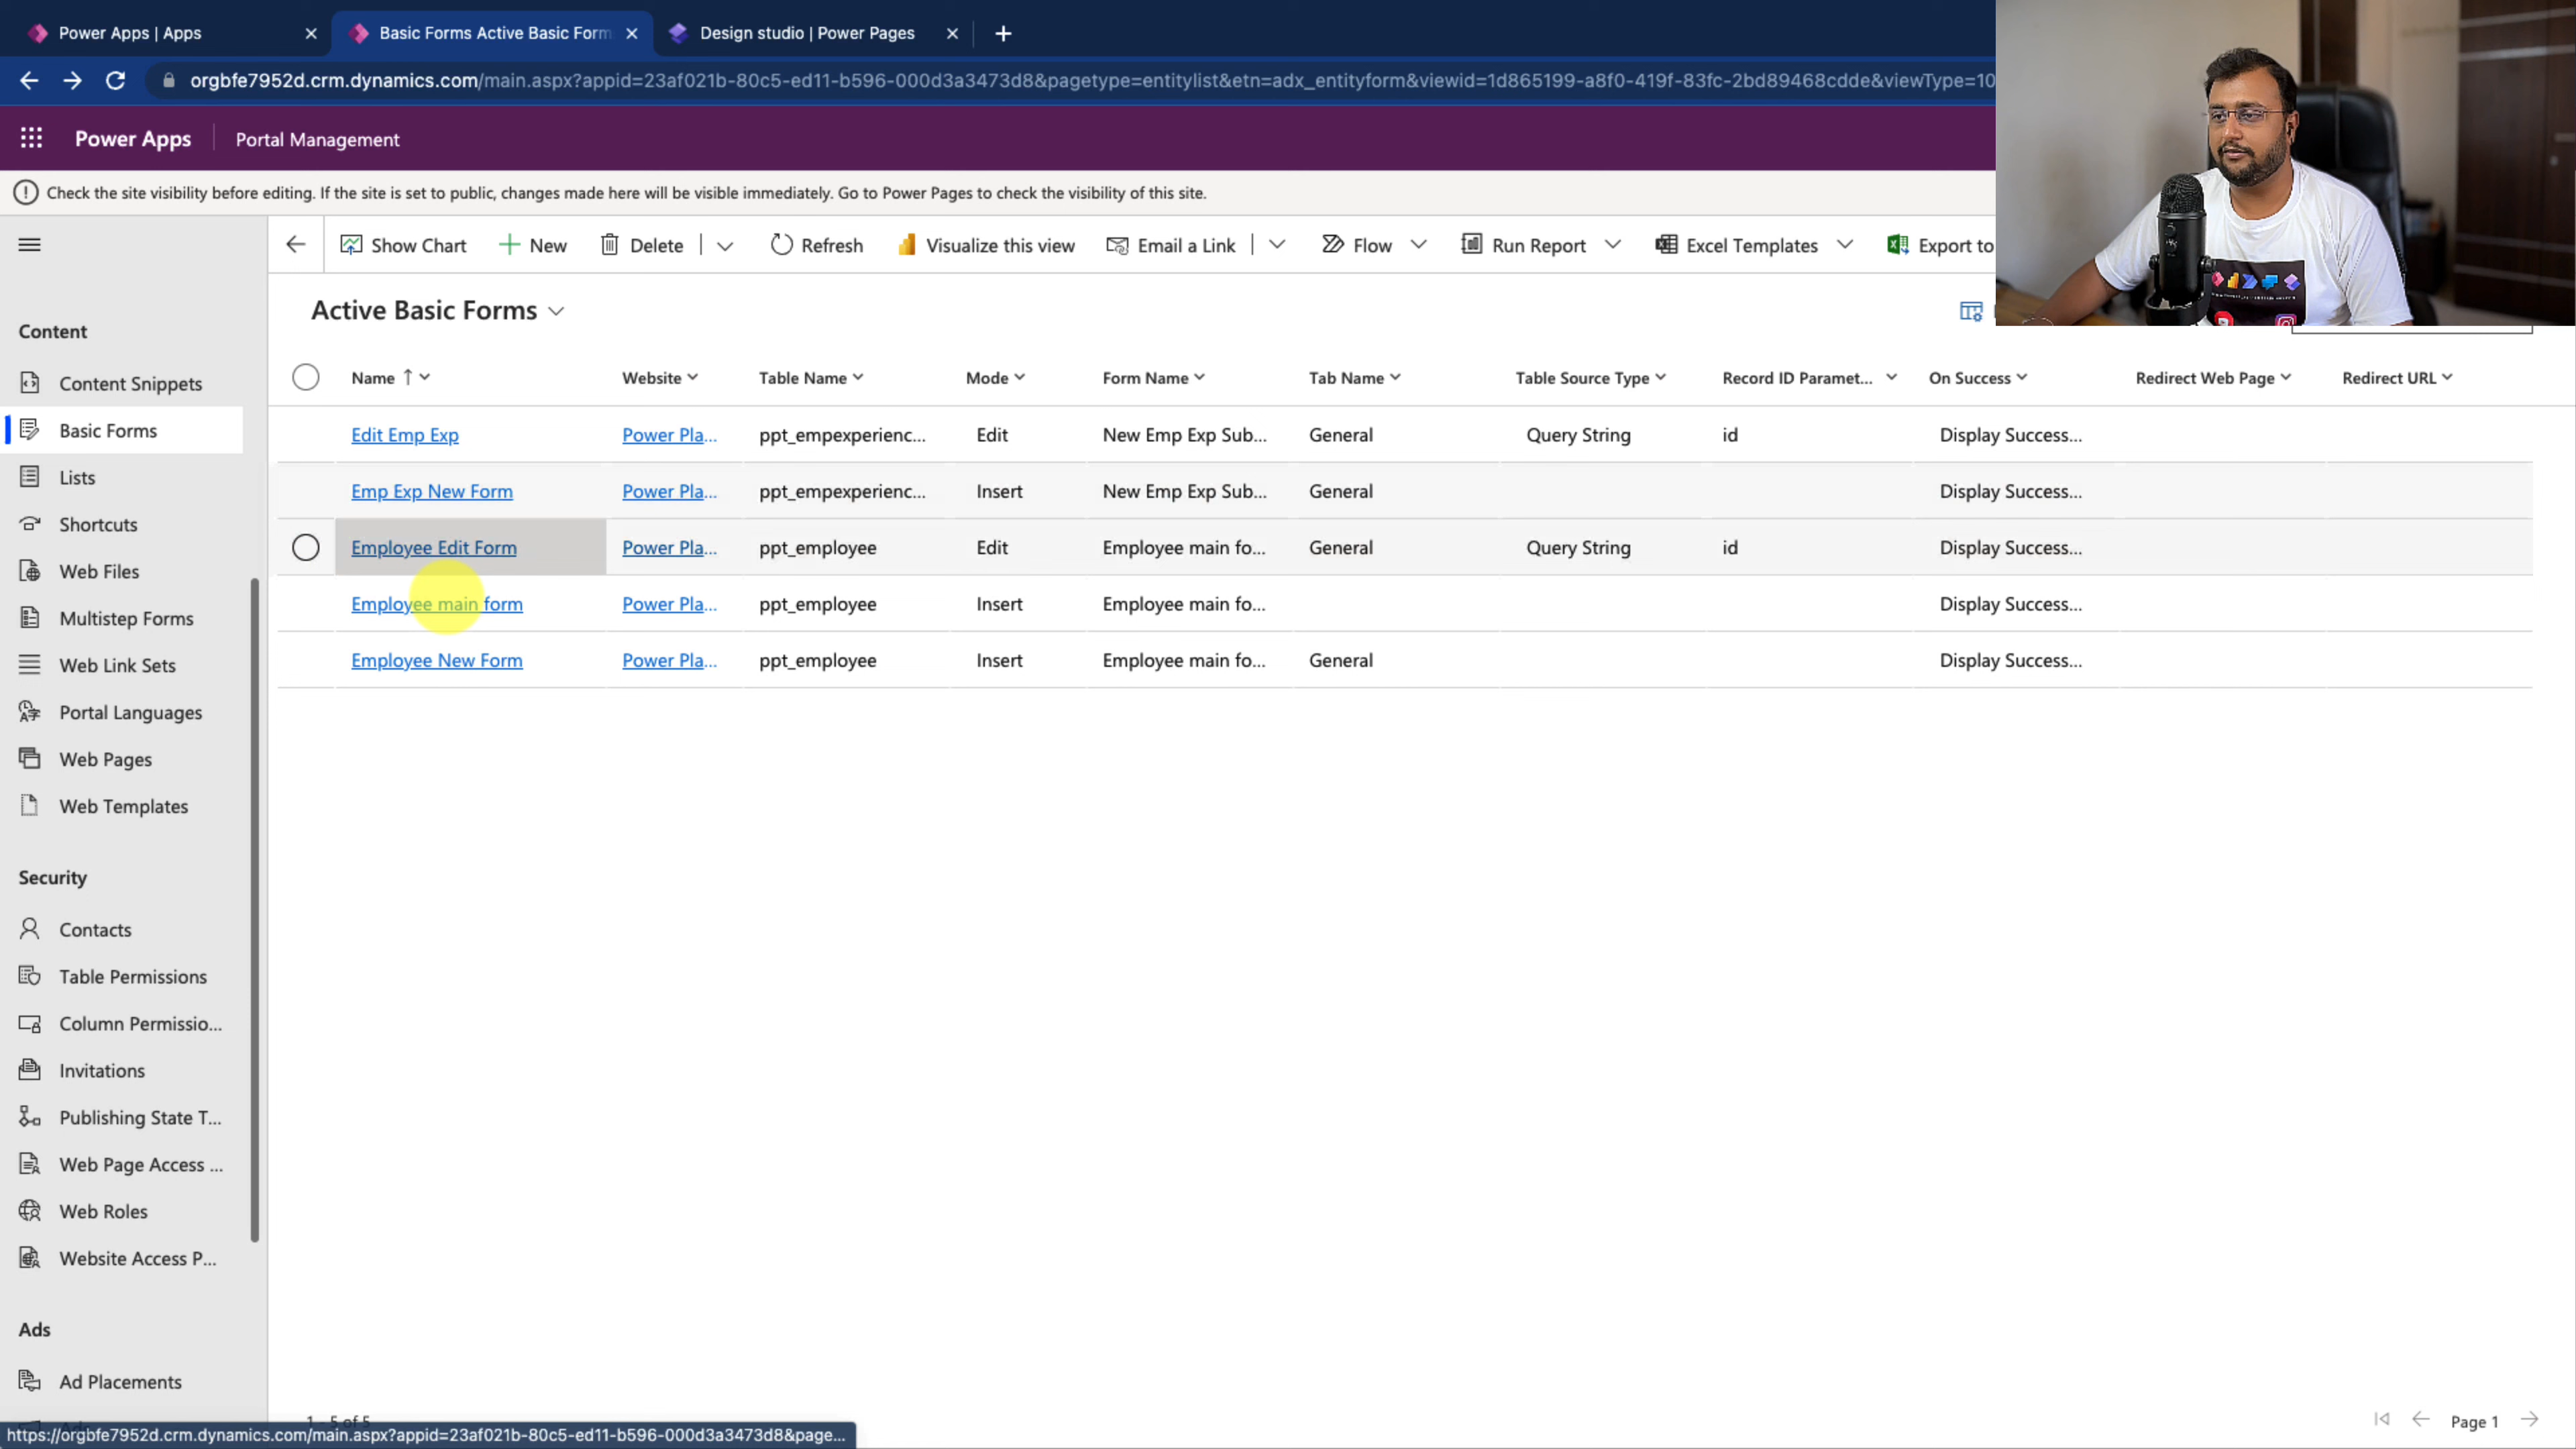 Power Apps | Apps
Basic Forms Active Basic Form
Design studio | Power Pages
orgbfe7952d.crm.dynamics.com/main.aspx?appid=23af021b-80c5-ed11-b596-000d3a3473d8&pagetype=entitylist&etn=adx_entityform&viewid=1d865199-a8f0-419f-83fc-2bd89468cdde&viewType=10
Power Apps
Portal Management
Check the site visibility before editing. If the site is set to public, changes made here will be visible immediately. Go to Power Pages to check the visibility of this site.
Show Chart New Delete Refresh Visualize this view Email a Link Flow Run Report Excel Templates Export to
Active Basic Forms
Name Website Table Name Mode Form Name Tab Name Table Source Type Record ID Paramet... On Success Redirect Web Page Redirect URL
Edit Emp Exp Power Pla... ppt_empexperienc... Edit New Emp Exp Sub... General Query String id Display Success...
Emp Exp New Form Power Pla... ppt_empexperienc... Insert New Emp Exp Sub... General Display Success...
Employee Edit Form Power Pla... ppt_employee Edit Employee main fo... General Query String id Display Success...
Employee main form Power Pla... ppt_employee Insert Employee main fo... Display Success...
Employee New Form Power Pla... ppt_employee Insert Employee main fo... General Display Success...
Content
Content Snippets
Basic Forms
Lists
Shortcuts
Web Files
Multistep Forms
Web Link Sets
Portal Languages
Web Pages
Web Templates
Security
Contacts
Table Permissions
Column Permissio...
Invitations
Publishing State T...
Web Page Access ...
Web Roles
Website Access P...
Ads
Ad Placements
Ads
1 - 5 of 5
Page 1
https://orgbfe7952d.crm.dynamics.com/main.aspx?appid=23af021b-80c5-ed11-b596-000d3a3473d8&page...